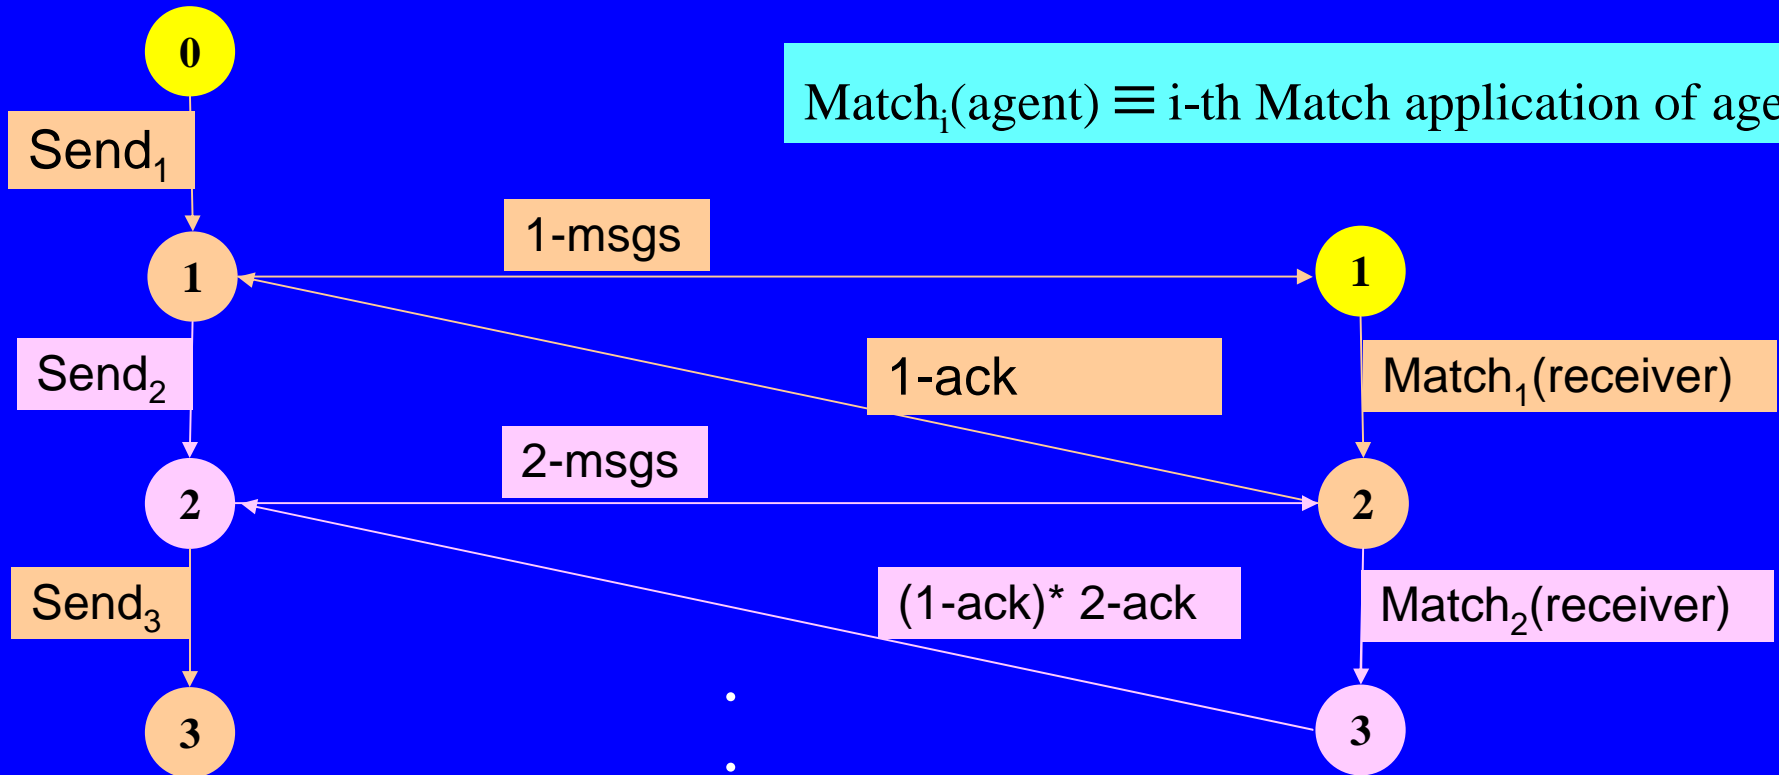 0
Match_i(agent) ≡ i-th Match application of age
Send_1
1-msgs
1
1
Send_2
1-ack
Match_1(receiver)
2-msgs
2
2
Send_3
(1-ack)* 2-ack
Match_2(receiver)
3
3